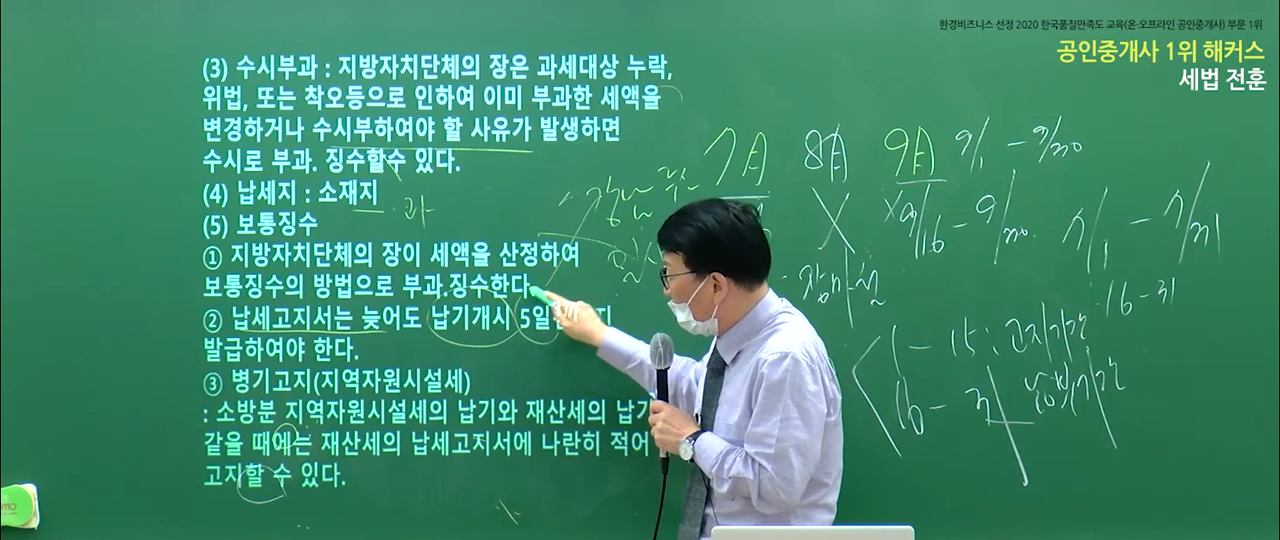 한경비즈니스 선정 2020 한국품질만족도 교육(온·오프라인 공인중개사) 부문 1위
공인중개사 1위 해커스
세법 전훈
(3) 수시부과 : 지방자치단체의 장은 과세대상 누락,
위법, 또는 착오등으로 인하여 이미 부과한 세액을
변경하거나 수시부하여야 할 사유가 발생하면
수시로 부과. 징수할수 있다.
(4) 납세지 : 소재지
(5) 보통징수
① 지방자치단체의 장이 세액을 산정하여
보통징수의 방법으로 부과.징수한다.
② 납세고지서는 늦어도 납기개시 5일
발급하여야 한다.
③ 병기고지(지역자원시설세)
: 소방분 지역자원시설세의 납기와 재산세의 납기
같을 때에는 재산세의 납세고지서에 나란히 적어
고지할 수 있다.
7月 8月 9月 9/1 - 9/30
X X 9/16 - 9/30 7/1 - 7/31
16 - 31
1 - 15 : 고지기간
16 - 31 납부기간